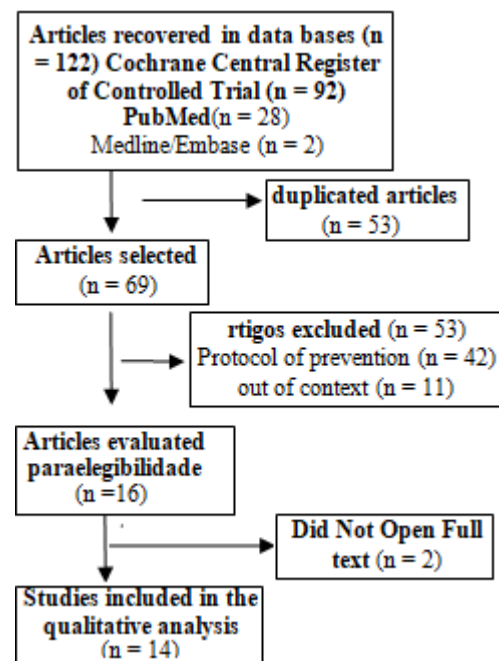 Articles recovered in data bases (n
= 122) Cochrane Central Register
of Controlled Trial (n = 92)
PubMed(n = 28)
Medline/Embase (n = 2)
duplicated articles
(n = 53)
Articles selected
(n = 69)
rtigos excluded (n = 53)
Protocol of prevention (n = 42)
out of context (n = 11)
Articles evaluated
paraelegibilidade
(n =16)
Did Not Open Full
text (n = 2)
Studies included in the
qualitative analysis
(n = 14)